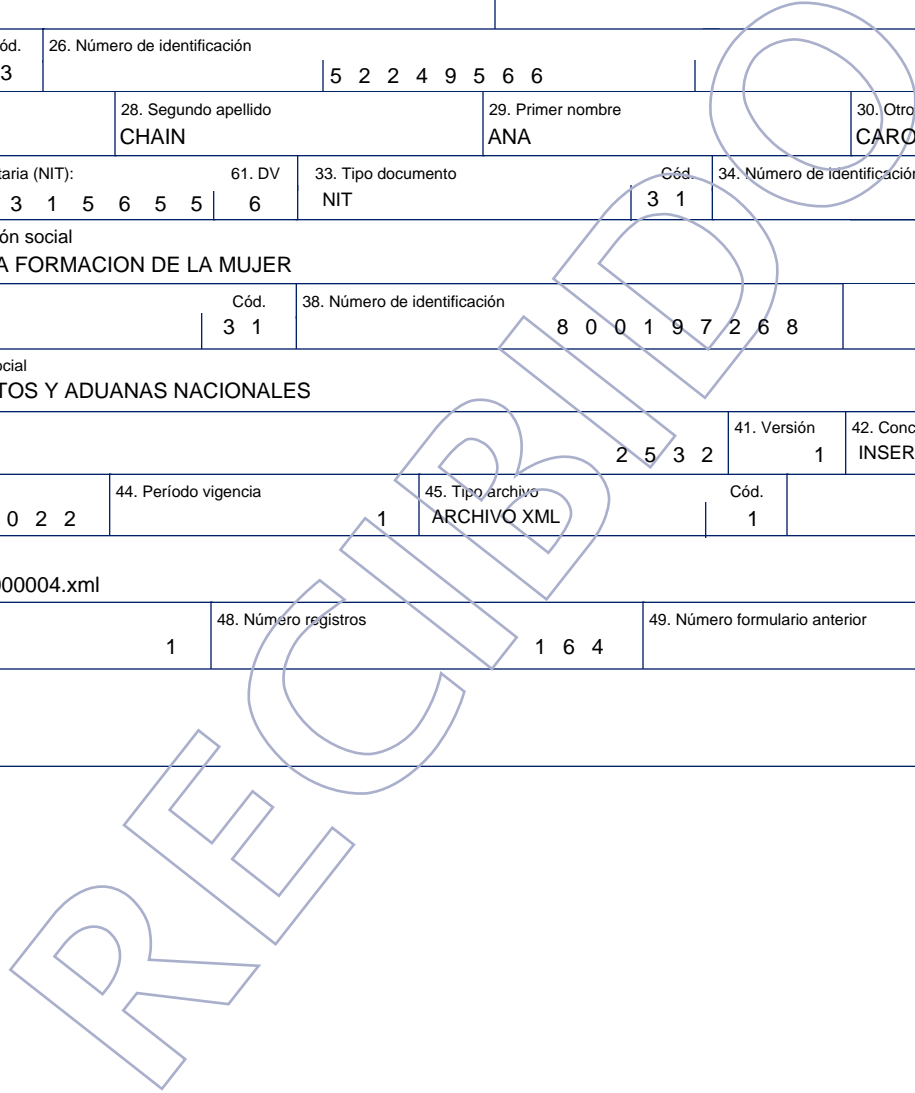 ód. 26. Número de identificación
3 5 2 2 4 9 5 6 6
28. Segundo apellido 29. Primer nombre 30. Otro
CHAIN ANA CARO
taria (NIT): 61. DV 33. Tipo documento Cód. 34. Número de identificación
3 1 5 6 5 5 6 NIT 3 1
ón social
A FORMACION DE LA MUJER
Cód. 38. Número de identificación
3 1 8 0 0 1 9 7 2 6 8
ocial
TOS Y ADUANAS NACIONALES
41. Versión 42. Conc
2 5 3 2 1 INSER
44. Período vigencia 45. Tipo archivo Cód.
0 2 2 1 ARCHIVO XML 1
000004.xml
48. Número registros 49. Número formulario anterior
1 1 6 4
RECIBIDO